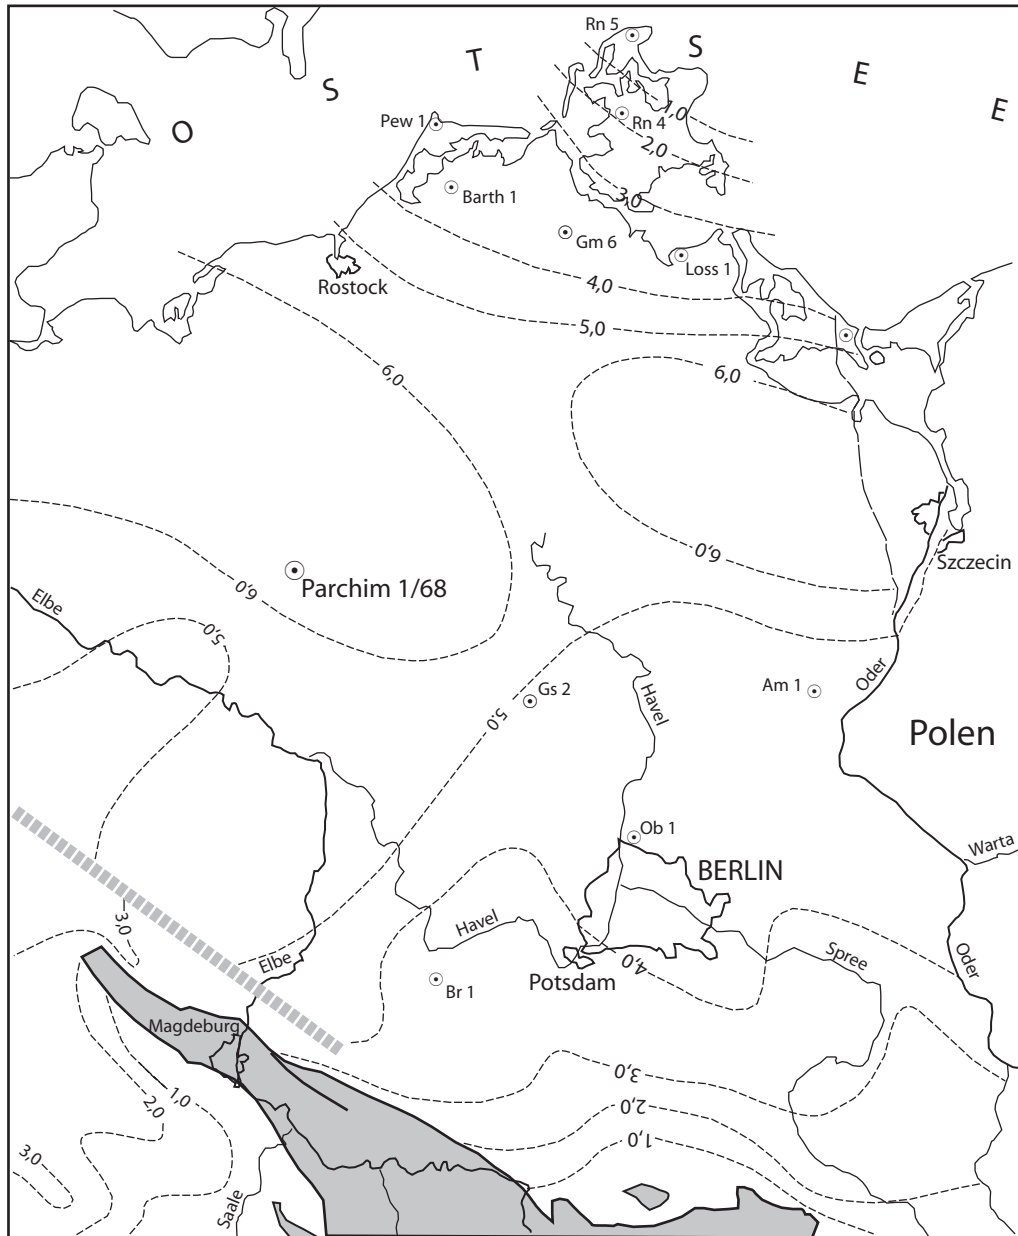 Rn 5
O S T S E E
Pew 1
1,0
Rn 4
2,0
Barth 1
3,0
Gm 6
Loss 1
Rostock
4,0
5,0
6,0
6,0
6,0
Szczecin
Parchim 1/68
6,0
Elbe
5,0
Oder
Havel
Am 1
Gs 2
5,0
Polen
Ob 1
BERLIN
Warta
3,0
Havel
Elbe
Spree
Oder
4,0
Potsdam
Br 1
Magdeburg
3,0
2,0
1,0
1,0
2,0
3,0
Saale